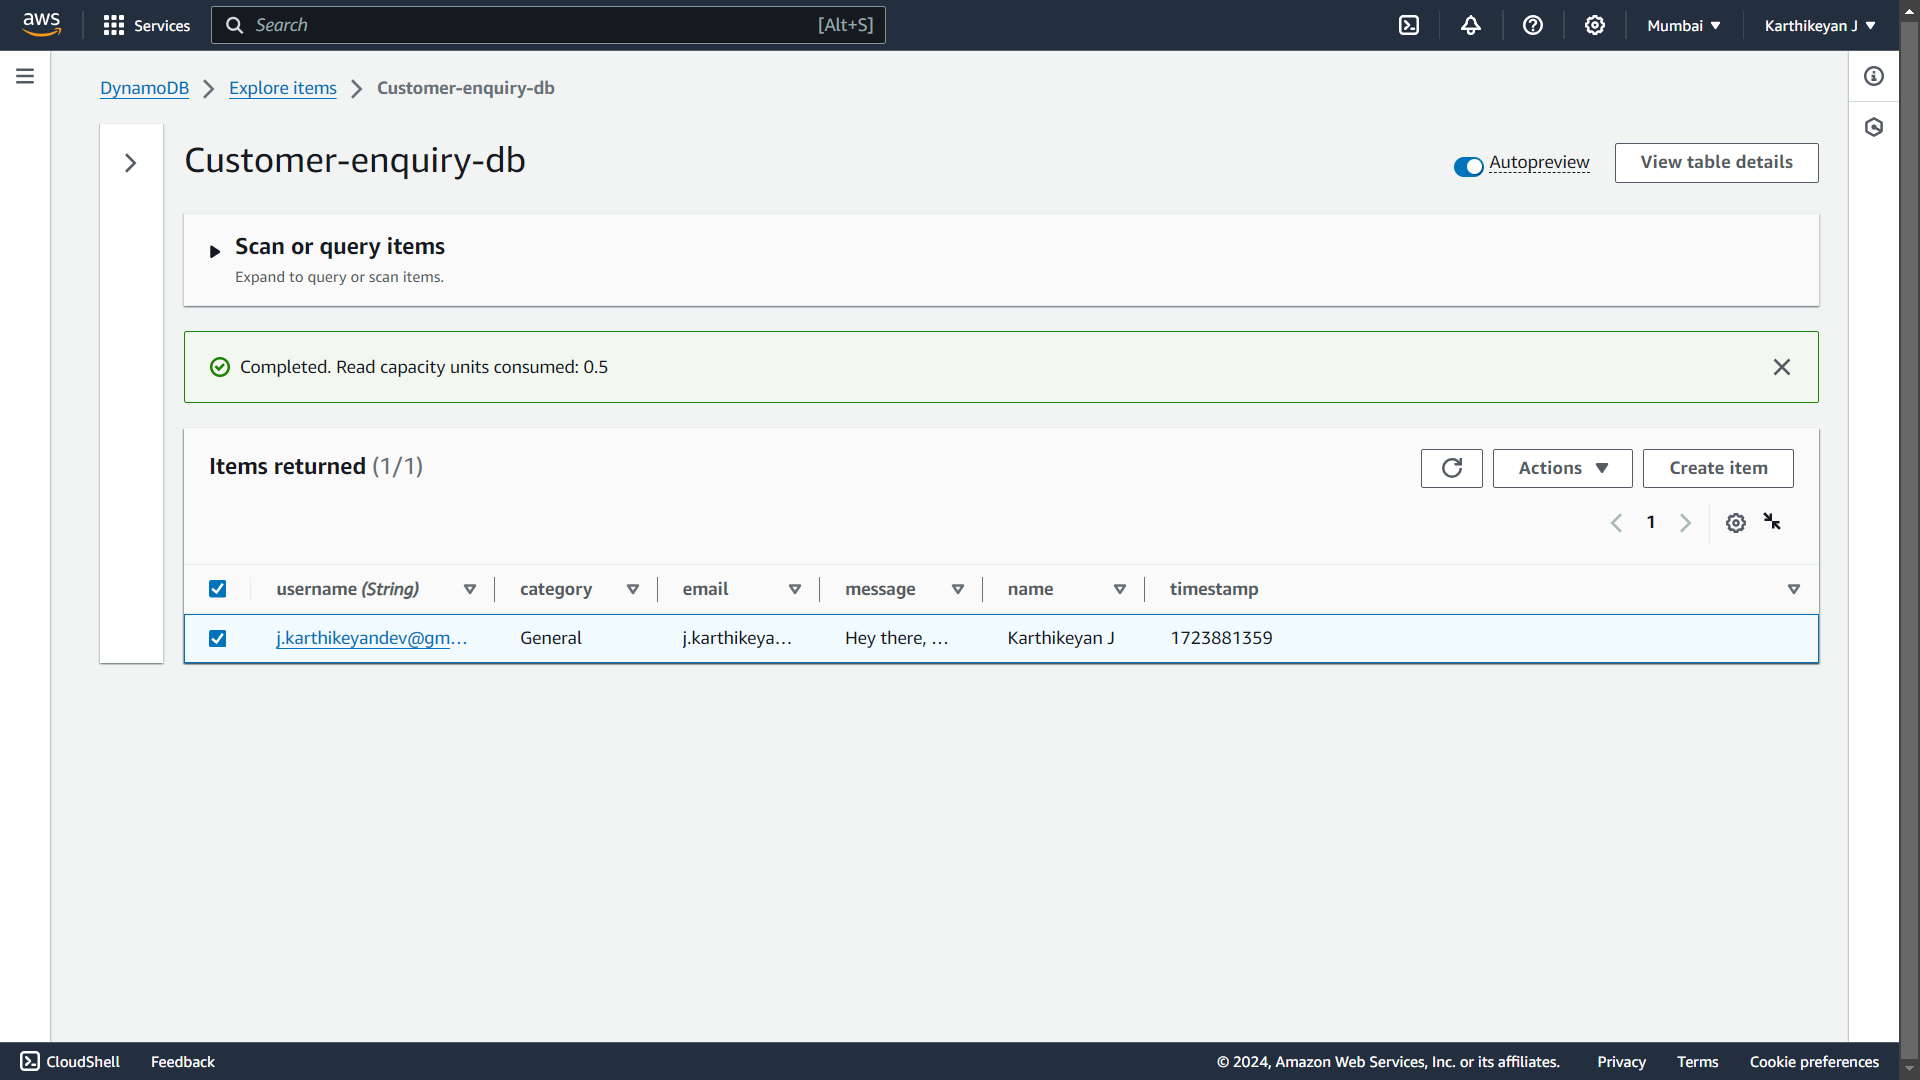 aws Services Search [Alt+S] Mumbai Karthikeyan J
DynamoDB Explore items Customer-enquiry-db
Customer-enquiry-db
Autopreview View table details
Scan or query items
Expand to query or scan items.
Completed. Read capacity units consumed: 0.5
Items returned (1/1)
Actions Create item
1
username (String) category email message name timestamp
j.karthikeyandev@gm... General j.karthikeya... Hey there, ... Karthikeyan J 1723881359
CloudShell Feedback © 2024, Amazon Web Services, Inc. or its affiliates. Privacy Terms Cookie preferences